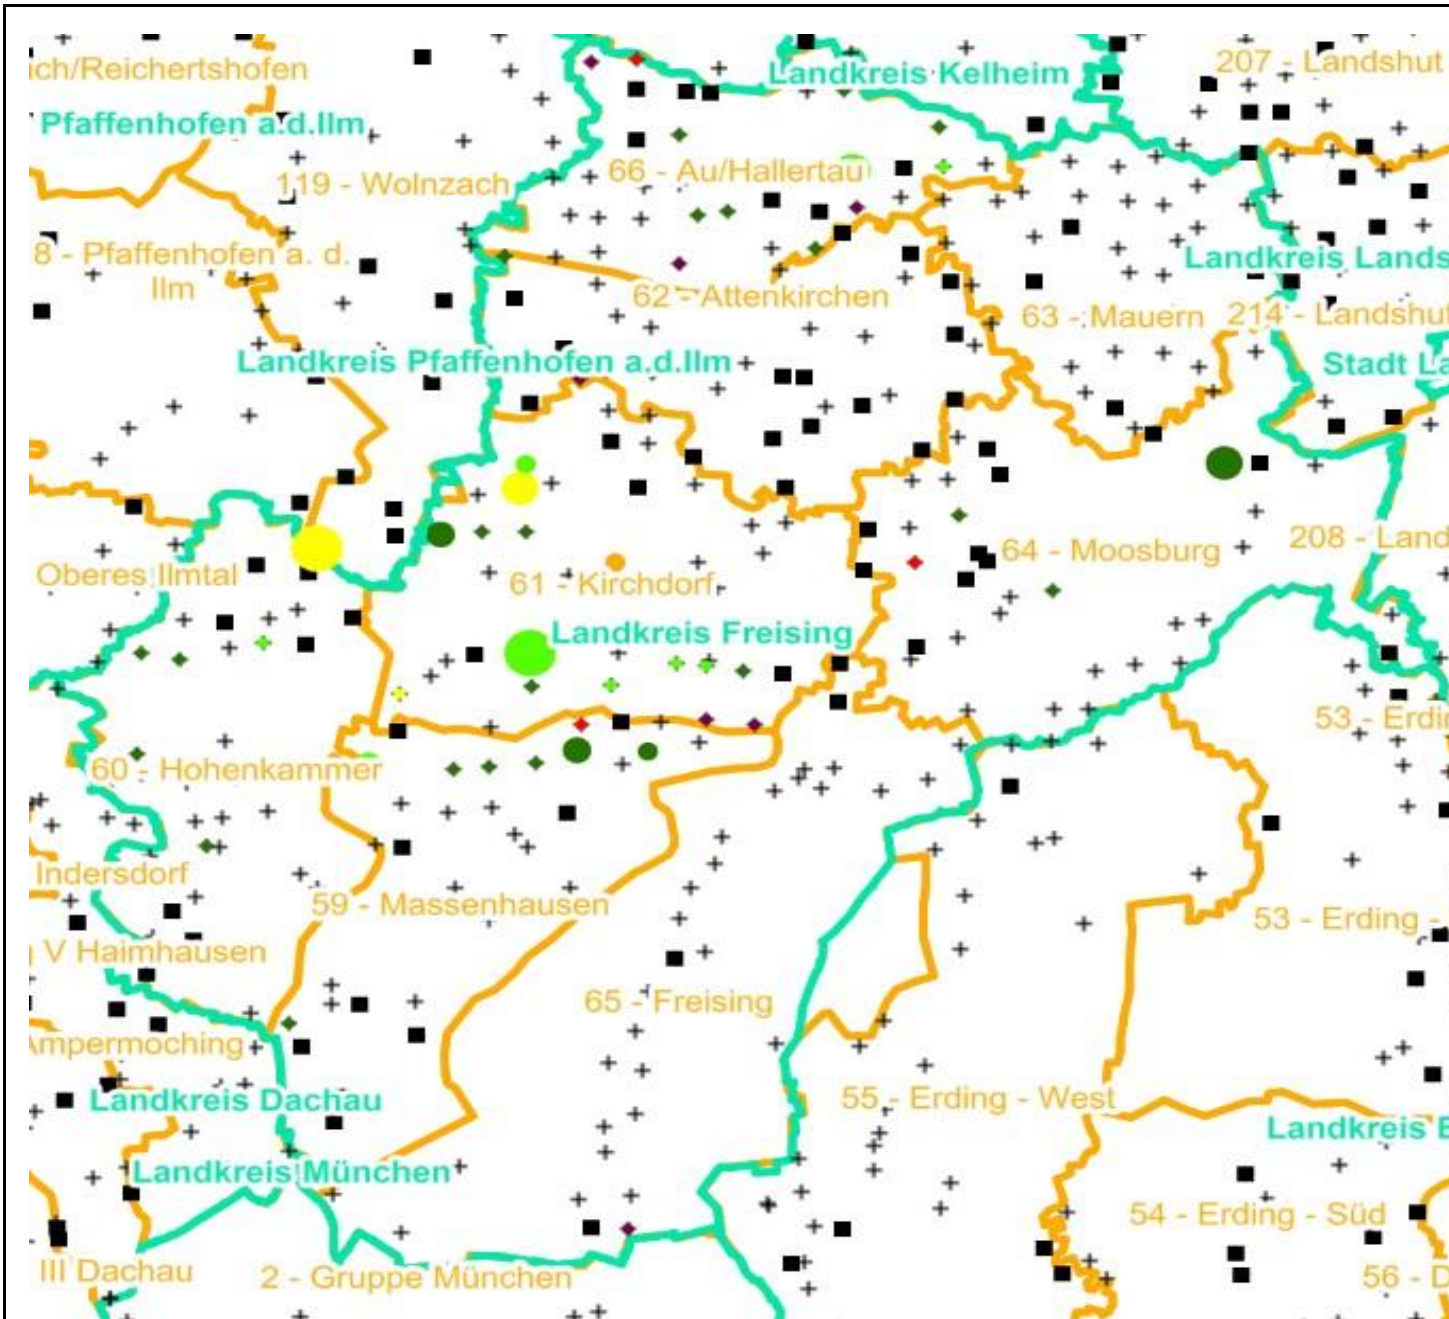 207 - Landshut
ach/Reichertshofen
Landkreis Kelheim
Pfaffenhofen a.d.Ilm
66 - Au/Hallertau
119 - Wolnzach
8 - Pfaffenhofen a. d.
Ilm
Landkreis Lands
62 - Attenkirchen
63 - Mauern
214 - Landshut
Landkreis Pfaffenhofen a.d.Ilm
Stadt La
208 - Land
64 - Moosburg
Oberes Ilmtal
61 - Kirchdorf
Landkreis Freising
53 - Erdin
60 - Hohenkammer
Indersdorf
59 - Massenhausen
53 - Erding -
V Haimhausen
65 - Freising
Ampermoching
Landkreis Dachau
55 - Erding - West
Landkreis E
Landkreis München
54 - Erding - Süd
III Dachau
2 - Gruppe München
56 - D